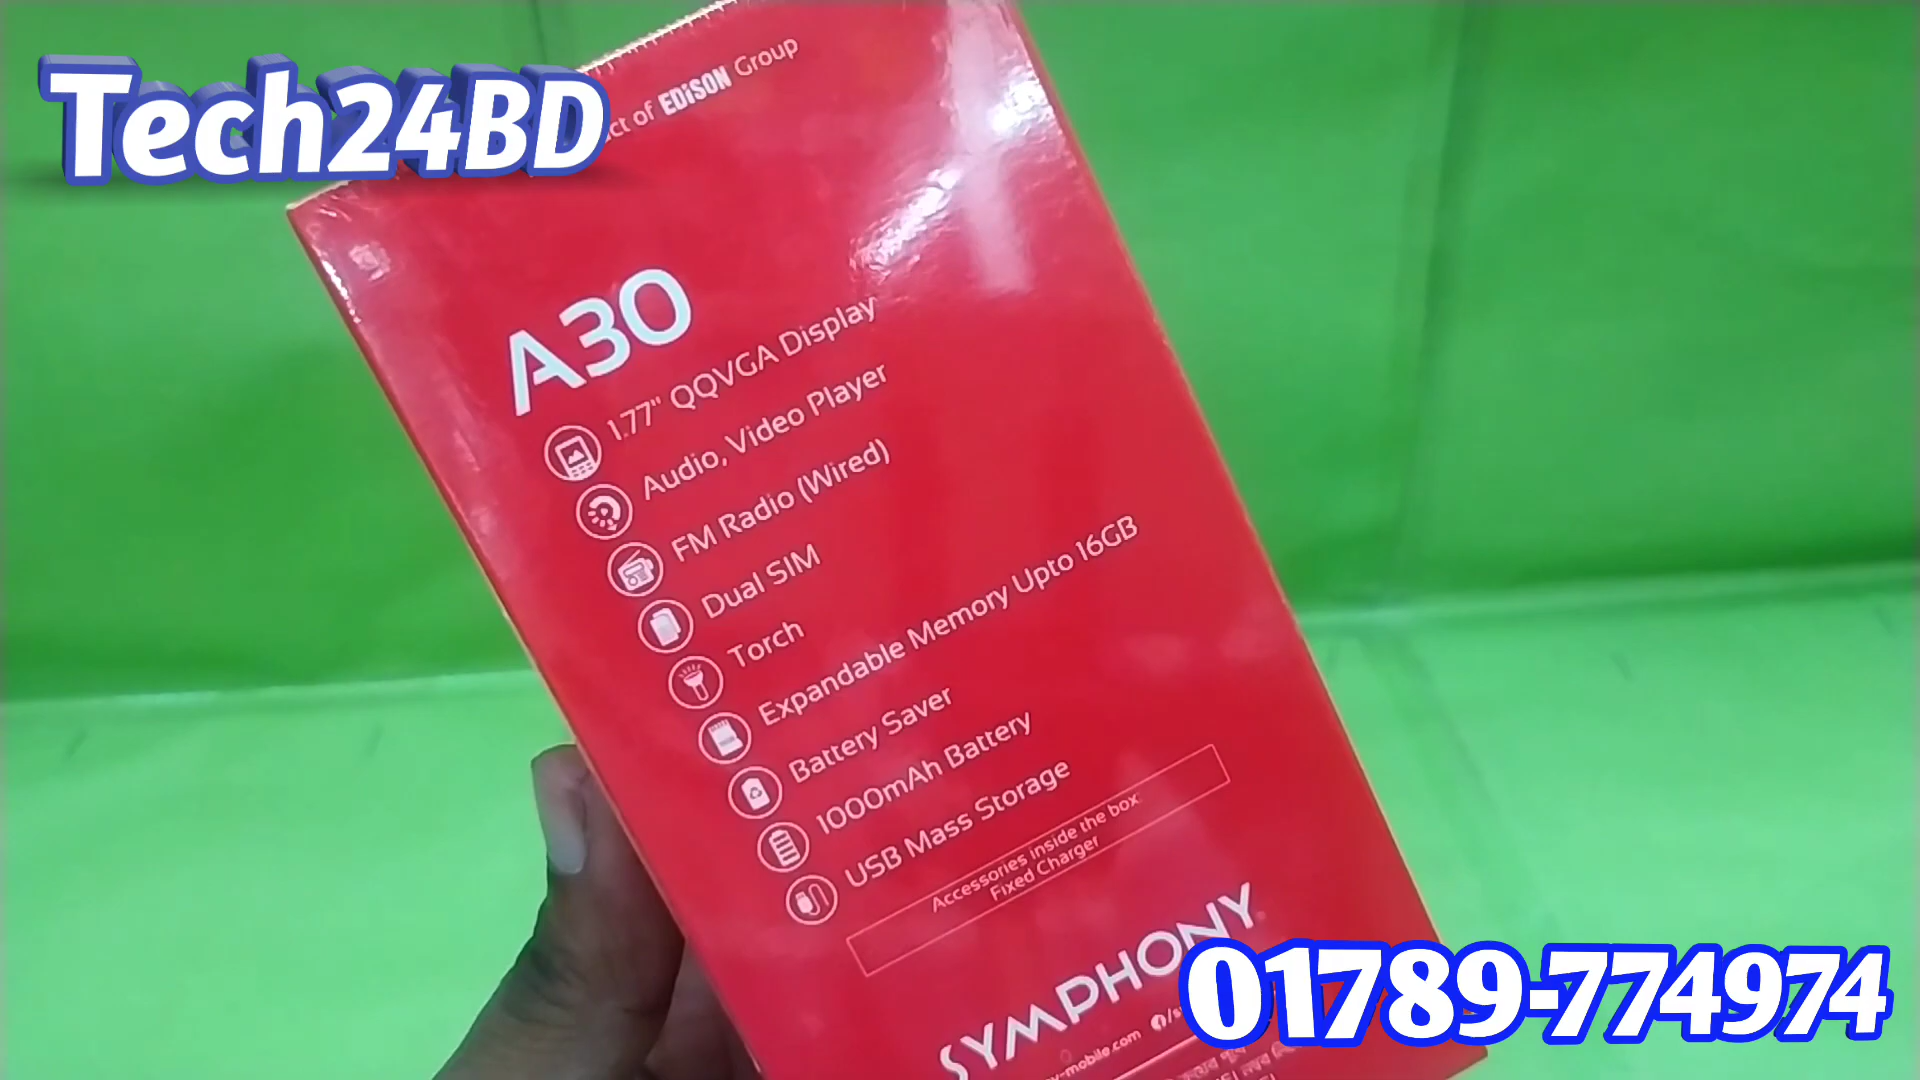 Tech24BD
of EDISON Group
A30
1.77" QQVGA Display
Audio, Video Player
FM Radio (Wired)
Dual SIM
Torch
Expandable Memory Upto 16GB
Battery Saver
1000mAh Battery
USB Mass Storage
Accessories inside the box:
Fixed Charger
SYMPHONY
01789-774974